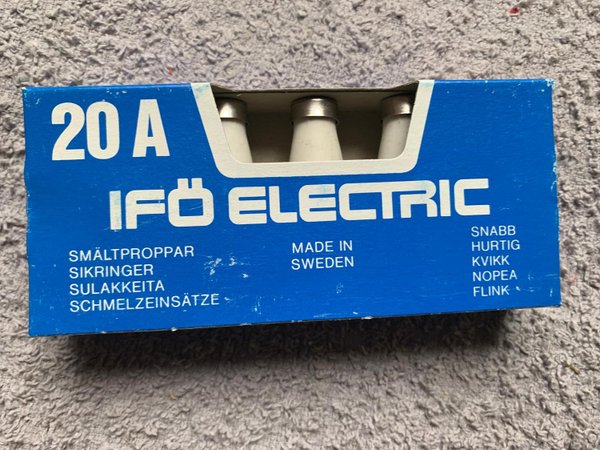 20 A
IFÖ ELECTRIC
SMÄLTPROPPAR
SIKRINGER
SULAKKEITA
SCHMELZEINSÄTZE
MADE IN
SWEDEN
SNABB
HURTIG
KVIKK
NOPEA
FLINK